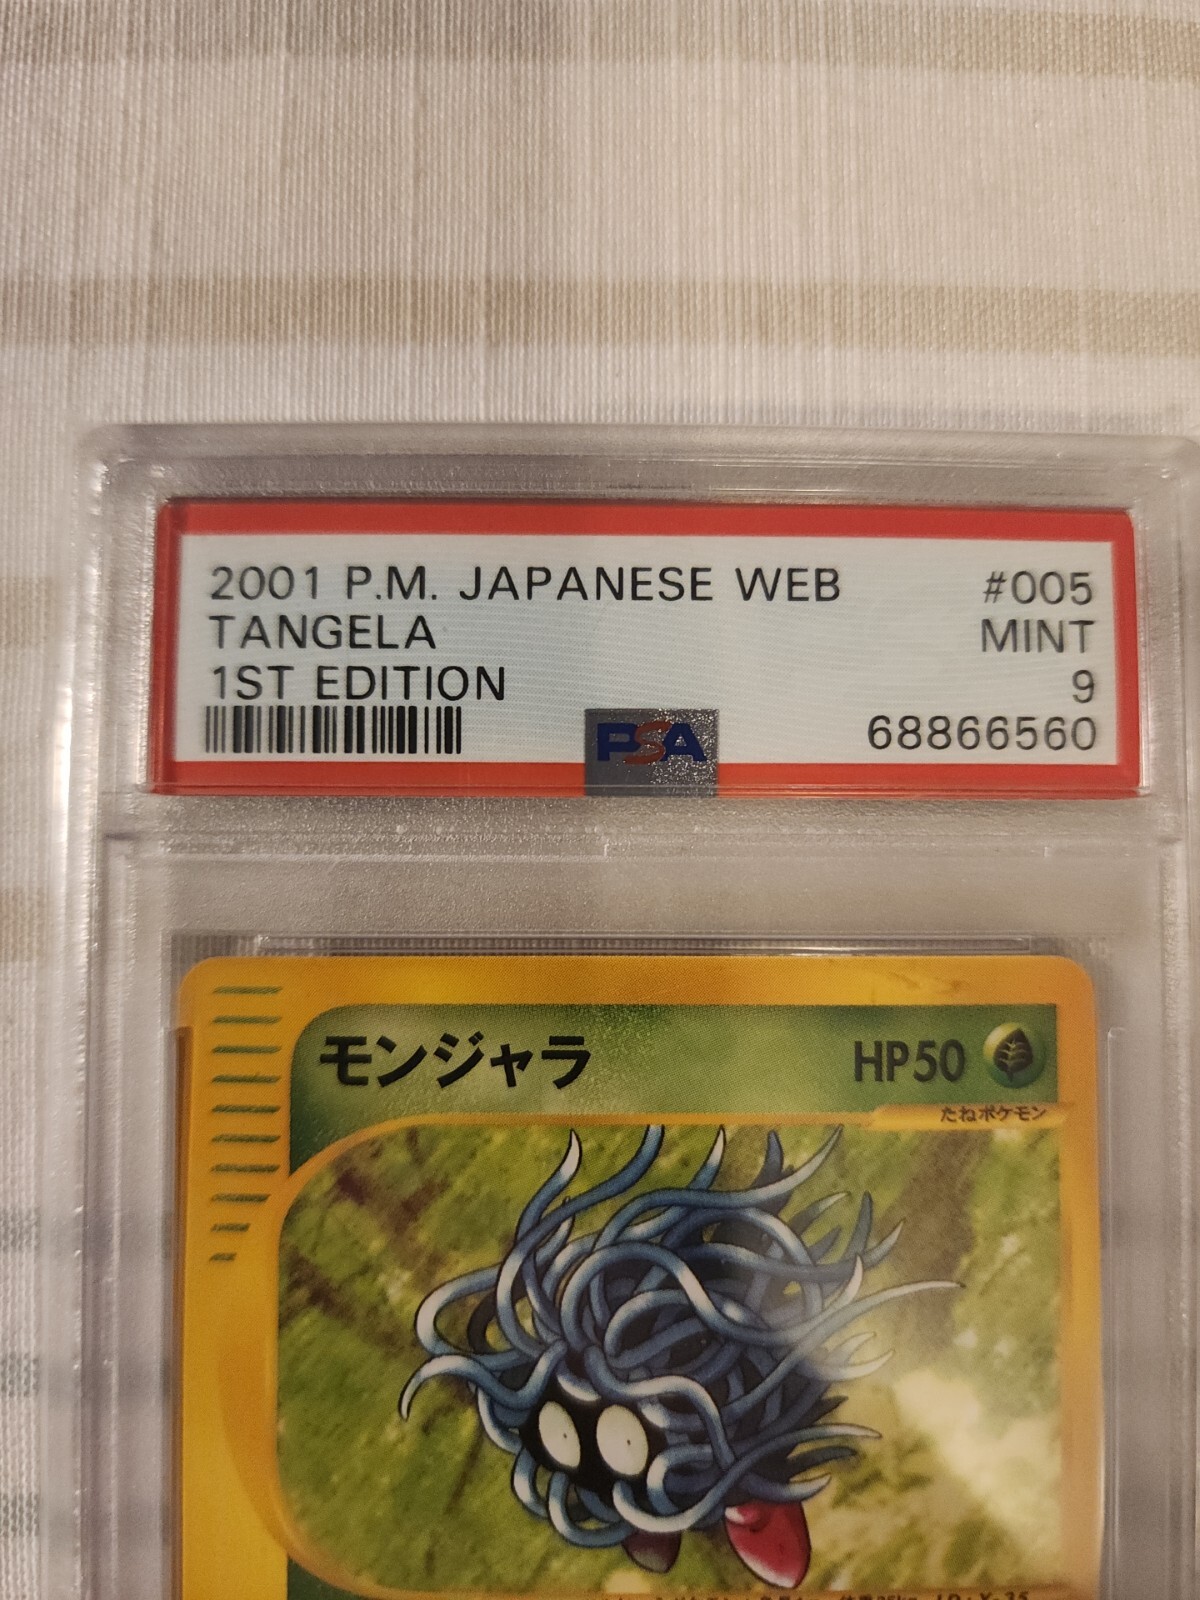 2001 P.M. JAPANESE WEB #005
TANGELA MINT
1ST EDITION 9
PSA 68866560
モンジャラ HP50
たねポケモン